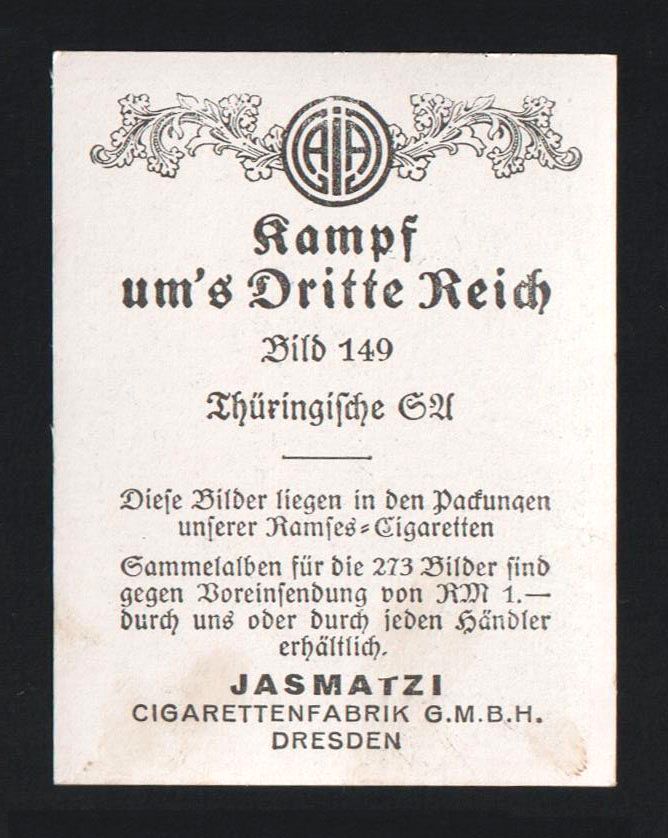 Kampf
um's Dritte Reich
Bild 149
Thüringische SA
Diese Bilder liegen in den Packungen
unserer Ramses=Cigaretten
Sammelalben für die 273 Bilder sind
gegen Voreinsendung von RM 1.—
durch uns oder durch jeden Händler
erhältlich.
JASMATZI
CIGARETTENFABRIK G.M.B.H.
DRESDEN